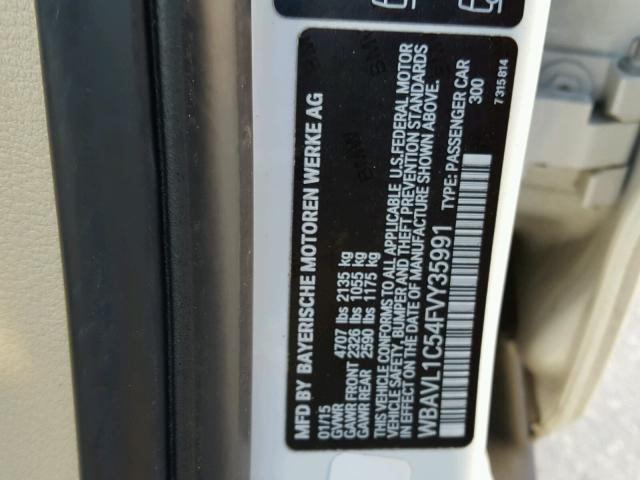 MFD BY BAYERISCHE MOTOREN WERKE AG
01/15
GAWR 4707 lbs 2135 kg
GAWR FRONT 2326 lbs 1055 kg
GAWR REAR 2590 lbs 1175 kg
THIS VEHICLE CONFORMS TO ALL APPLICABLE U.S. FEDERAL MOTOR
VEHICLE SAFETY, BUMPER AND THEFT PREVENTION STANDARDS
IN EFFECT ON THE DATE OF MANUFACTURE SHOWN ABOVE.
WBAVL1C54FVY35991 TYPE: PASSENGER CAR
300
7 315 814